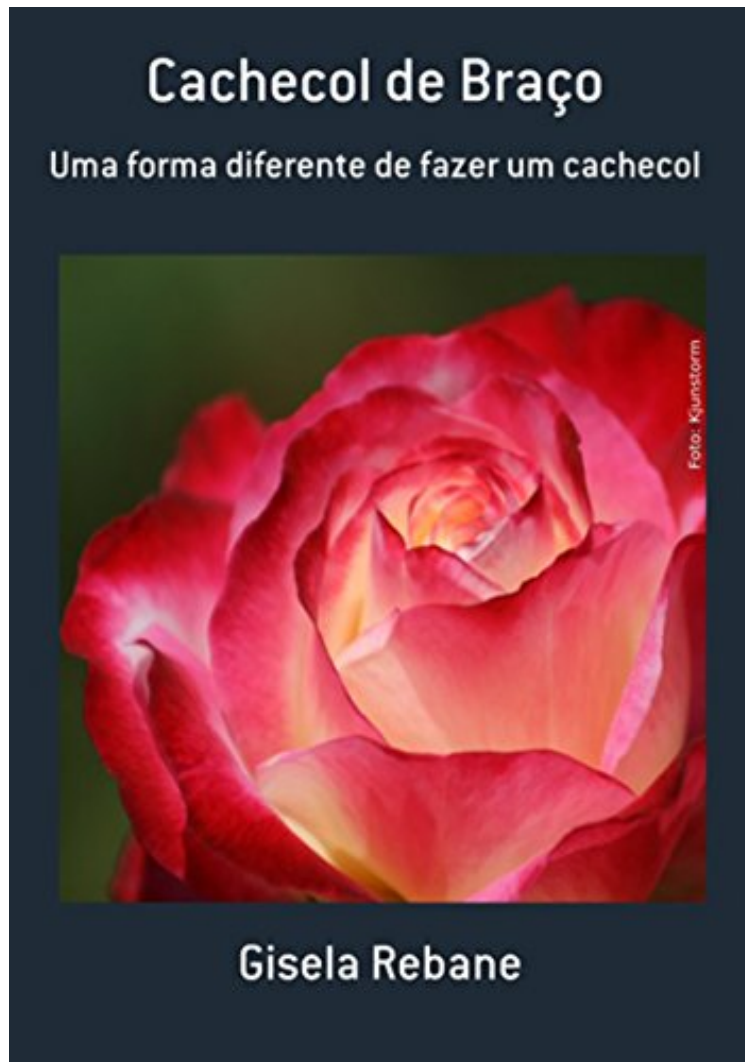 Cachecol de Braço
Uma forma diferente de fazer um cachecol
Foto: Kjunstorm
Gisela Rebane